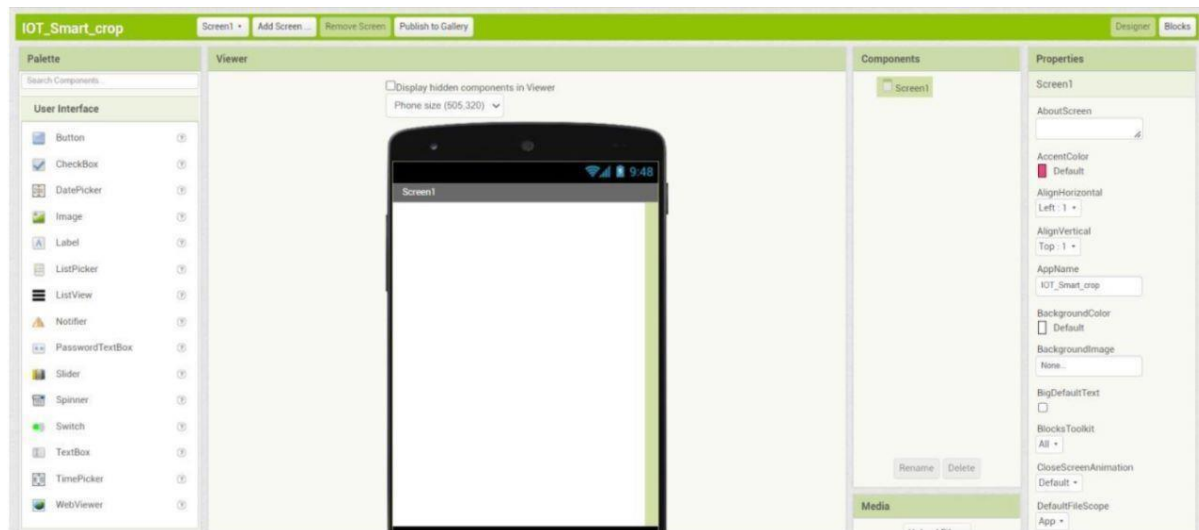 IOT_Smart_crop
Screen1
Add Screen ...
Remove Screen
Publish to Gallery
Designer
Blocks
Palette
Search Components...
User Interface
Button
CheckBox
DatePicker
Image
Label
ListPicker
ListView
Notifier
PasswordTextBox
Slider
Spinner
Switch
TextBox
TimePicker
WebViewer
Viewer
Display hidden components in Viewer
Phone size (505,320)
9:48
Screen1
Components
Screen1
Rename
Delete
Media
Properties
Screen1
AboutScreen
AccentColor
Default
AlignHorizontal
Left : 1
AlignVertical
Top : 1
AppName
IOT_Smart_crop
BackgroundColor
Default
BackgroundImage
None...
BigDefaultText
BlocksToolkit
All
CloseScreenAnimation
Default
DefaultFileScope
App